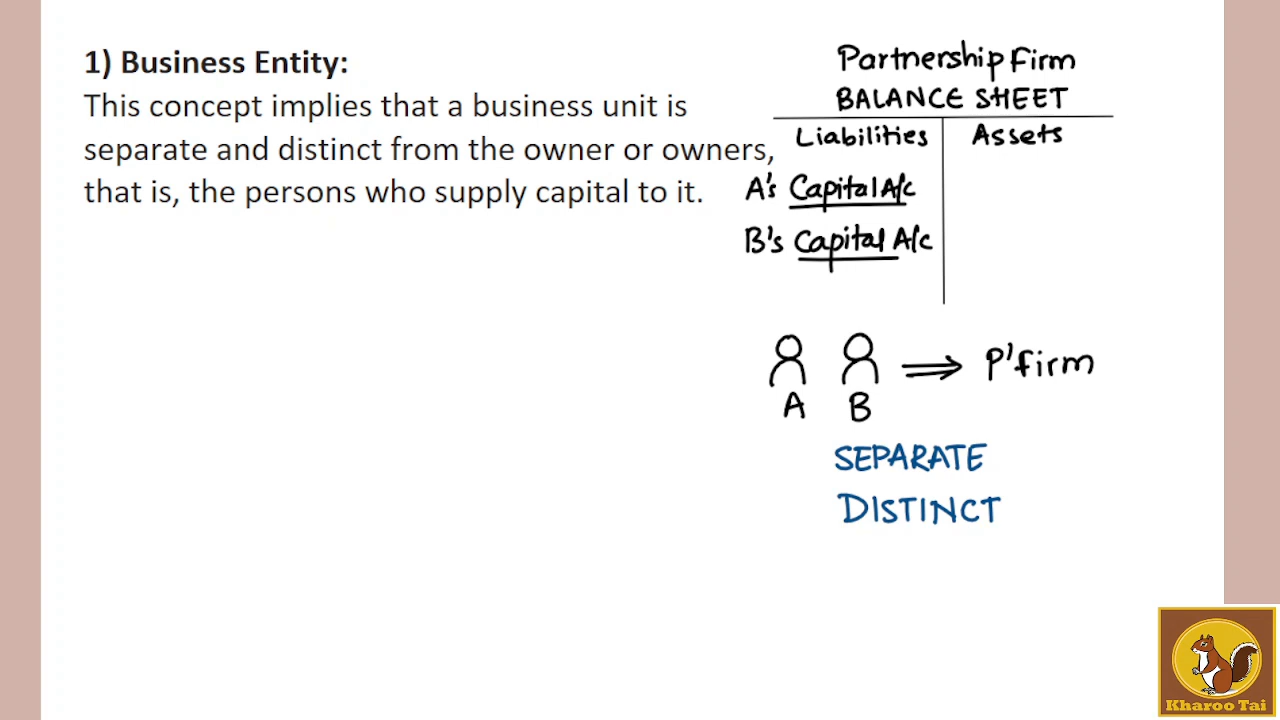 1) Business Entity:
This concept implies that a business unit is
separate and distinct from the owner or owners,
that is, the persons who supply capital to it.
Partnership Firm
BALANCE SHEET
Liabilities Assets
A's Capital A/c
B's Capital A/c
A B ⇒ P'firm
SEPARATE
DISTINCT
Kharoo Tai